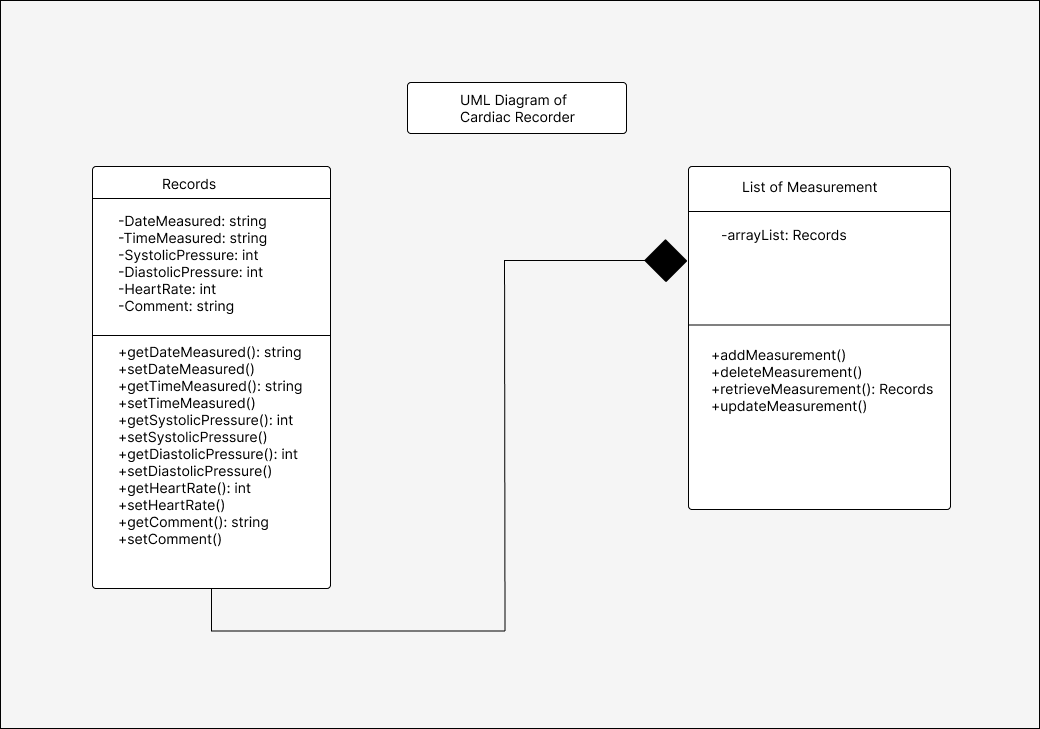 UML Diagram of
Cardiac Recorder
Records
-DateMeasured: string
-TimeMeasured: string
-SystolicPressure: int
-DiastolicPressure: int
-HeartRate: int
-Comment: string
+getDateMeasured(): string
+setDateMeasured()
+getTimeMeasured(): string
+setTimeMeasured()
+getSystolicPressure(): int
+setSystolicPressure()
+getDiastolicPressure(): int
+setDiastolicPressure()
+getHeartRate(): int
+setHeartRate()
+getComment(): string
+setComment()
List of Measurement
-arrayList: Records
+addMeasurement()
+deleteMeasurement()
+retrieveMeasurement(): Records
+updateMeasurement()